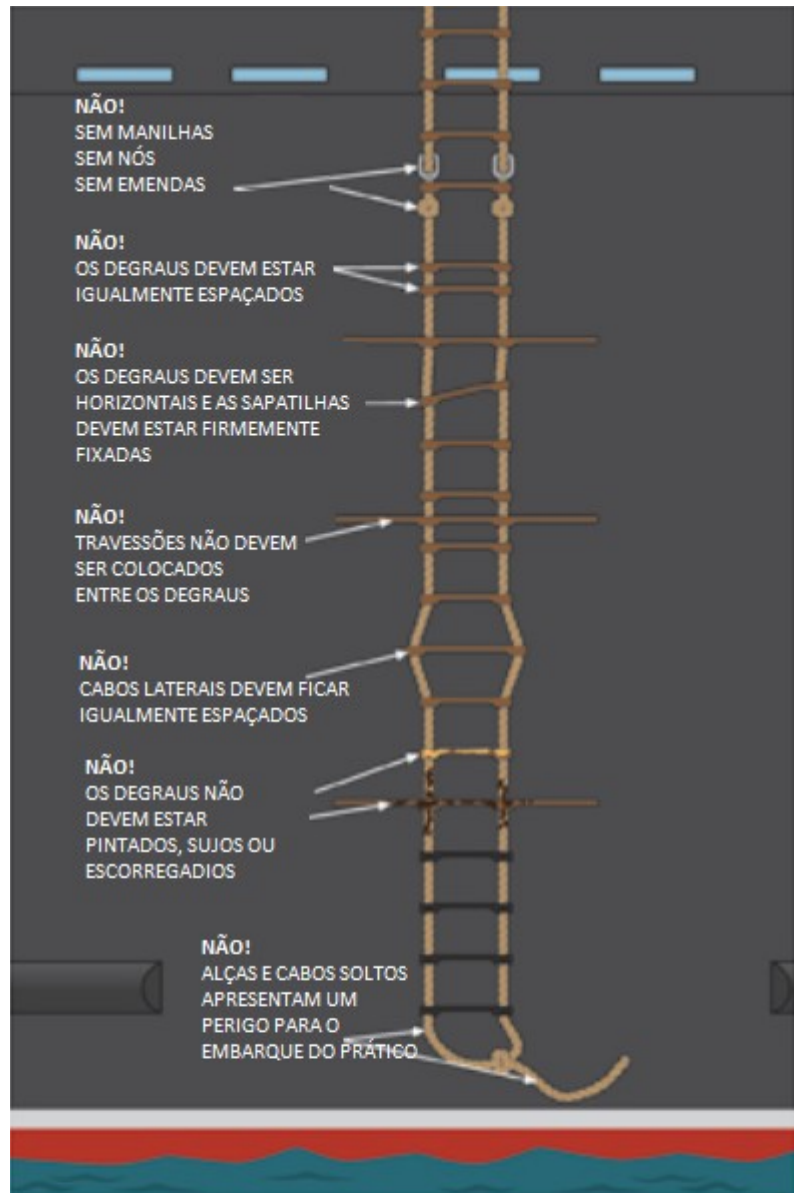 NÃO!
SEM MANILHAS
SEM NÓS
SEM EMENDAS
NÃO!
OS DEGRAUS DEVEM ESTAR
IGUALMENTE ESPAÇADOS
NÃO!
OS DEGRAUS DEVEM SER
HORIZONTAIS E AS SAPATILHAS
DEVEM ESTAR FIRMEMENTE
FIXADAS
NÃO!
TRAVESSÕES NÃO DEVEM
SER COLOCADOS
ENTRE OS DEGRAUS
NÃO!
CABOS LATERAIS DEVEM FICAR
IGUALMENTE ESPAÇADOS
NÃO!
OS DEGRAUS NÃO
DEVEM ESTAR
PINTADOS, SUJOS OU
ESCORREGADIOS
NÃO!
ALÇAS E CABOS SOLTOS
APRESENTAM UM
PERIGO PARA O
EMBARQUE DO PRÁTICO